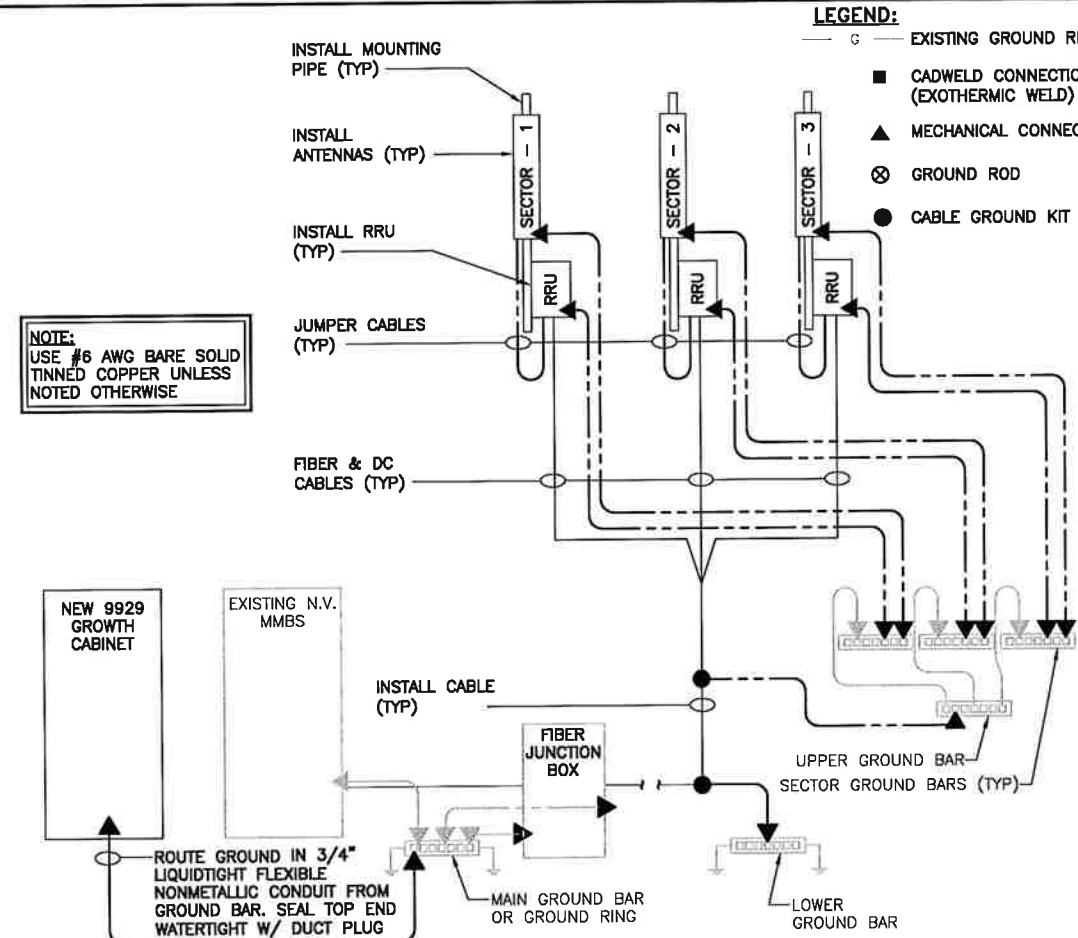 LEGEND:
G EXISTING GROUND
CADWELD
(EXOTHERMIC WELD)
MECHANICAL
GROUND ROD
CABLE GROUND KIT
INSTALL MOUNTING
PIPE (TYP)
INSTALL
ANTENNAS (TYP)
SECTOR - 1
SECTOR - 2
SECTOR - 3
INSTALL RRU
(TYP)
RRU
RRU
RRU
JUMPER CABLES
(TYP)
NOTE:
USE #6 AWG BARE SOLID
TINNED COPPER UNLESS
NOTED OTHERWISE
FIBER & DC
CABLES (TYP)
NEW 9929
GROWTH
CABINET
EXISTING N.V.
MMBS
INSTALL CABLE
(TYP)
FIBER
JUNCTION
BOX
UPPER GROUND BAR
SECTOR GROUND BARS (TYP)
ROUTE GROUND IN 3/4"
LIQUIDTIGHT FLEXIBLE
NONMETALLIC CONDUIT FROM
GROUND BAR. SEAL TOP END
WATERTIGHT W/ DUCT PLUG
MAIN GROUND BAR
OR GROUND RING
LOWER
GROUND BAR